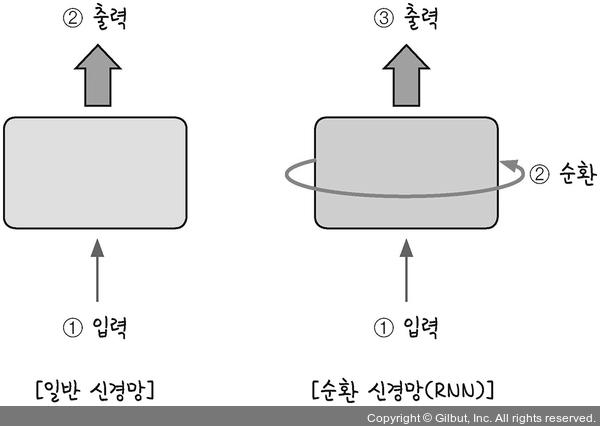 ② 출력
③ 출력
② 순환
① 입력
① 입력
[일반 신경망]
[순환 신경망(RNN)]
Copyright © Gilbut, Inc. All rights reserved.